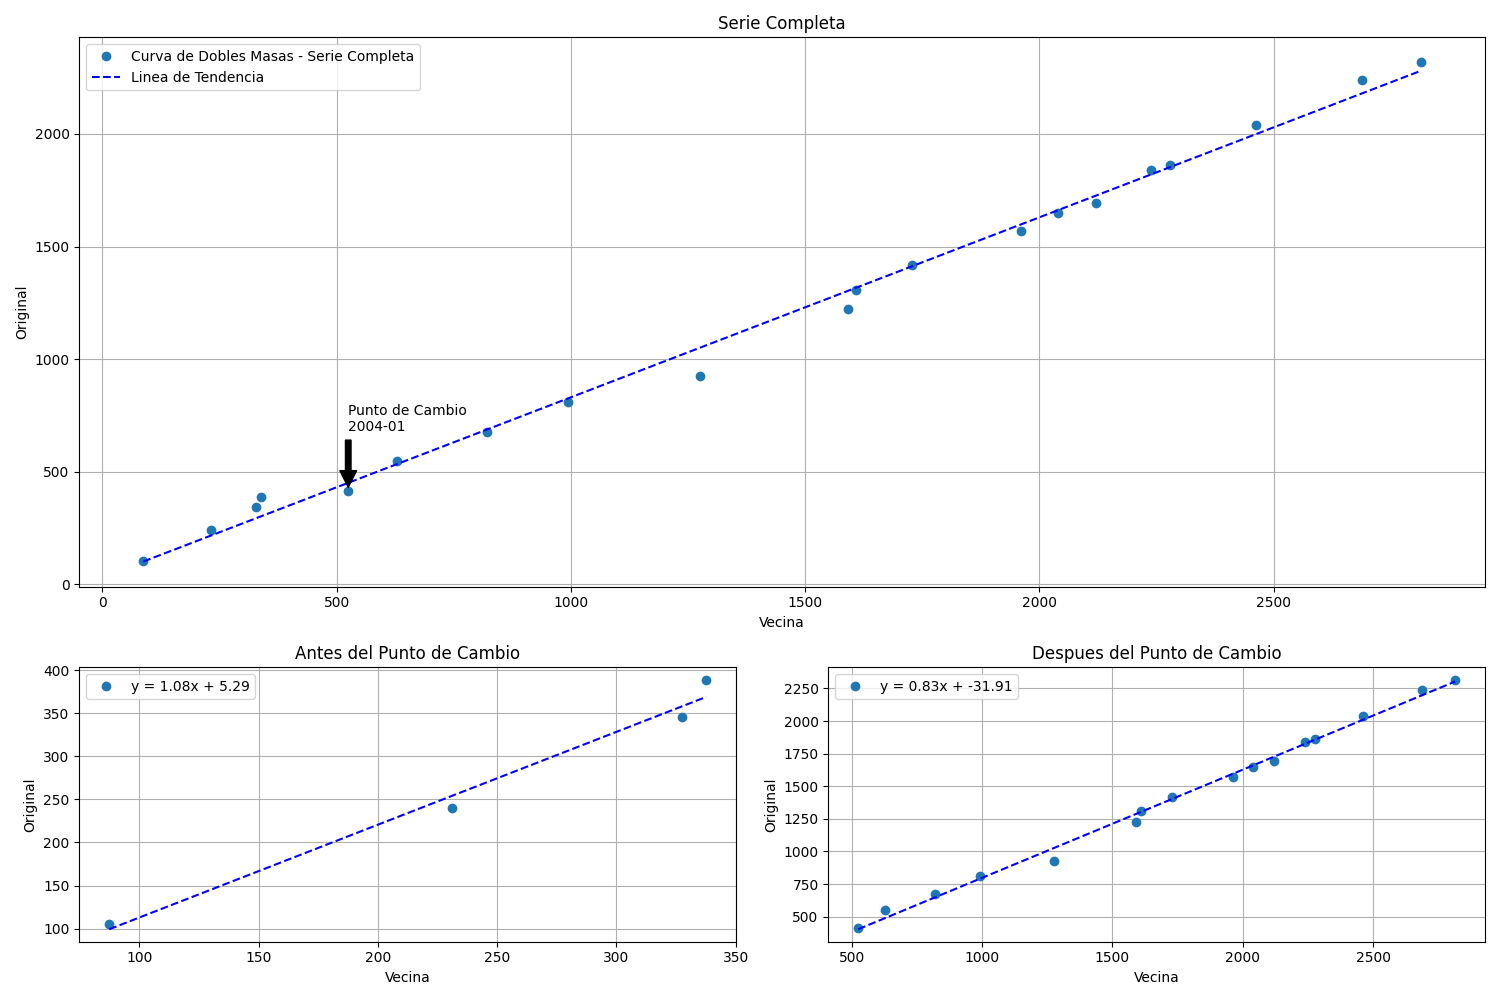 Serie Completa
Curva de Dobles Masas - Serie Completa
Linea de Tendencia
Original
2000
1500
1000
500
0
Punto de Cambio
2004-01
0 500 1000 1500 2000 2500
Vecina
Antes del Punto de Cambio
y = 1.08x + 5.29
Original
400
350
300
250
200
150
100
100 150 200 250 300 350
Vecina
Despues del Punto de Cambio
y = 0.83x + -31.91
Original
2250
2000
1750
1500
1250
1000
750
500
500 1000 1500 2000 2500
Vecina